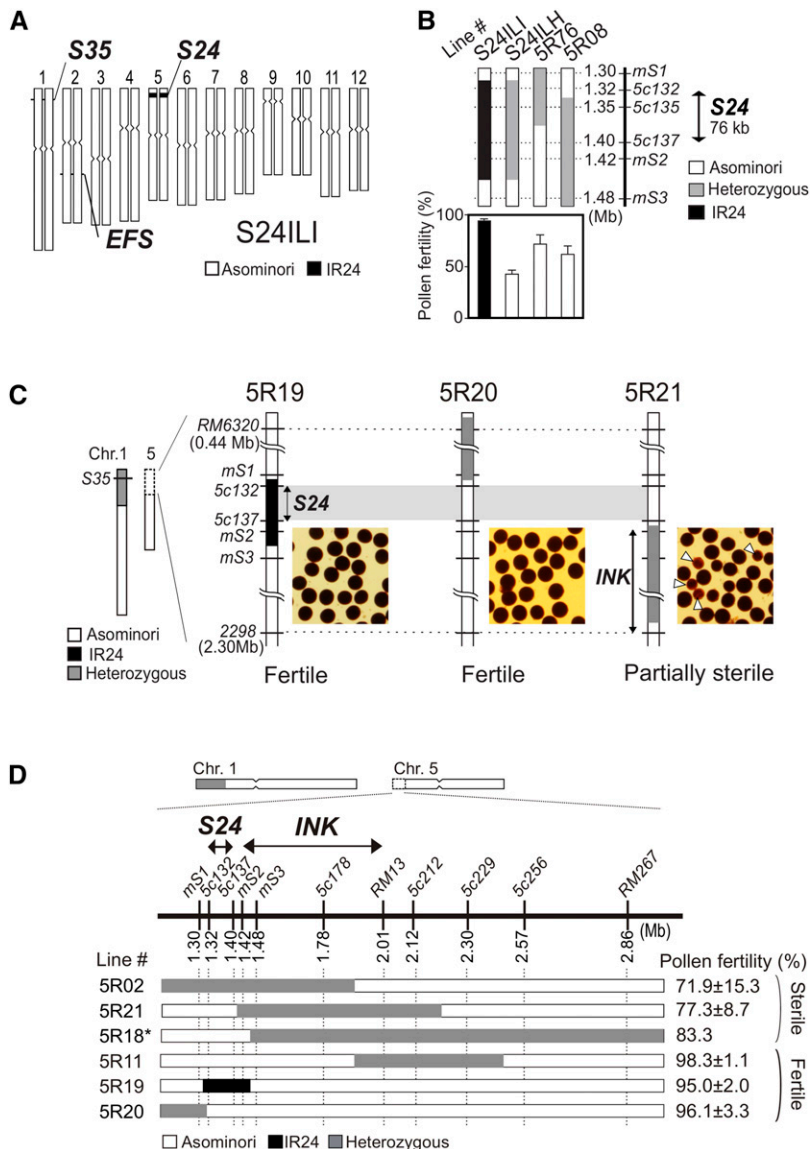 A
S35
S24
1 2 3 4 5 6 7 8 9 10 11 12
EFS
S24ILI
Asominori IR24
B
Line #
S24ILI
S24ILH
5R76
5R08
1.30 mS1
1.32 5c132
1.35 5c135
1.40 5c137
1.42 mS2
1.48 mS3
(Mb)
S24
76 kb
Asominori
Heterozygous
IR24
Pollen fertility (%)
100
50
0
C
5R19 5R20 5R21
Chr.1 5
S35
RM6320
(0.44 Mb)
mS1
5c132
5c137
mS2
mS3
2298
(2.30Mb)
S24
INK
Asominori
IR24
Heterozygous
Fertile Fertile Partially sterile
D
Chr. 1 Chr. 5
S24 INK
mS1 5c132 5c137 mS2 mS3 5c178 RM13 5c212 5c229 5c256 RM267
1.30 1.32 1.40 1.42 1.48 1.78 2.01 2.12 2.30 2.57 2.86 (Mb)
Line # Pollen fertility (%)
5R02 71.9±15.3
5R21 77.3±8.7
5R18* 83.3
Sterile
5R11 98.3±1.1
5R19 95.0±2.0
5R20 96.1±3.3
Fertile
Asominori IR24 Heterozygous